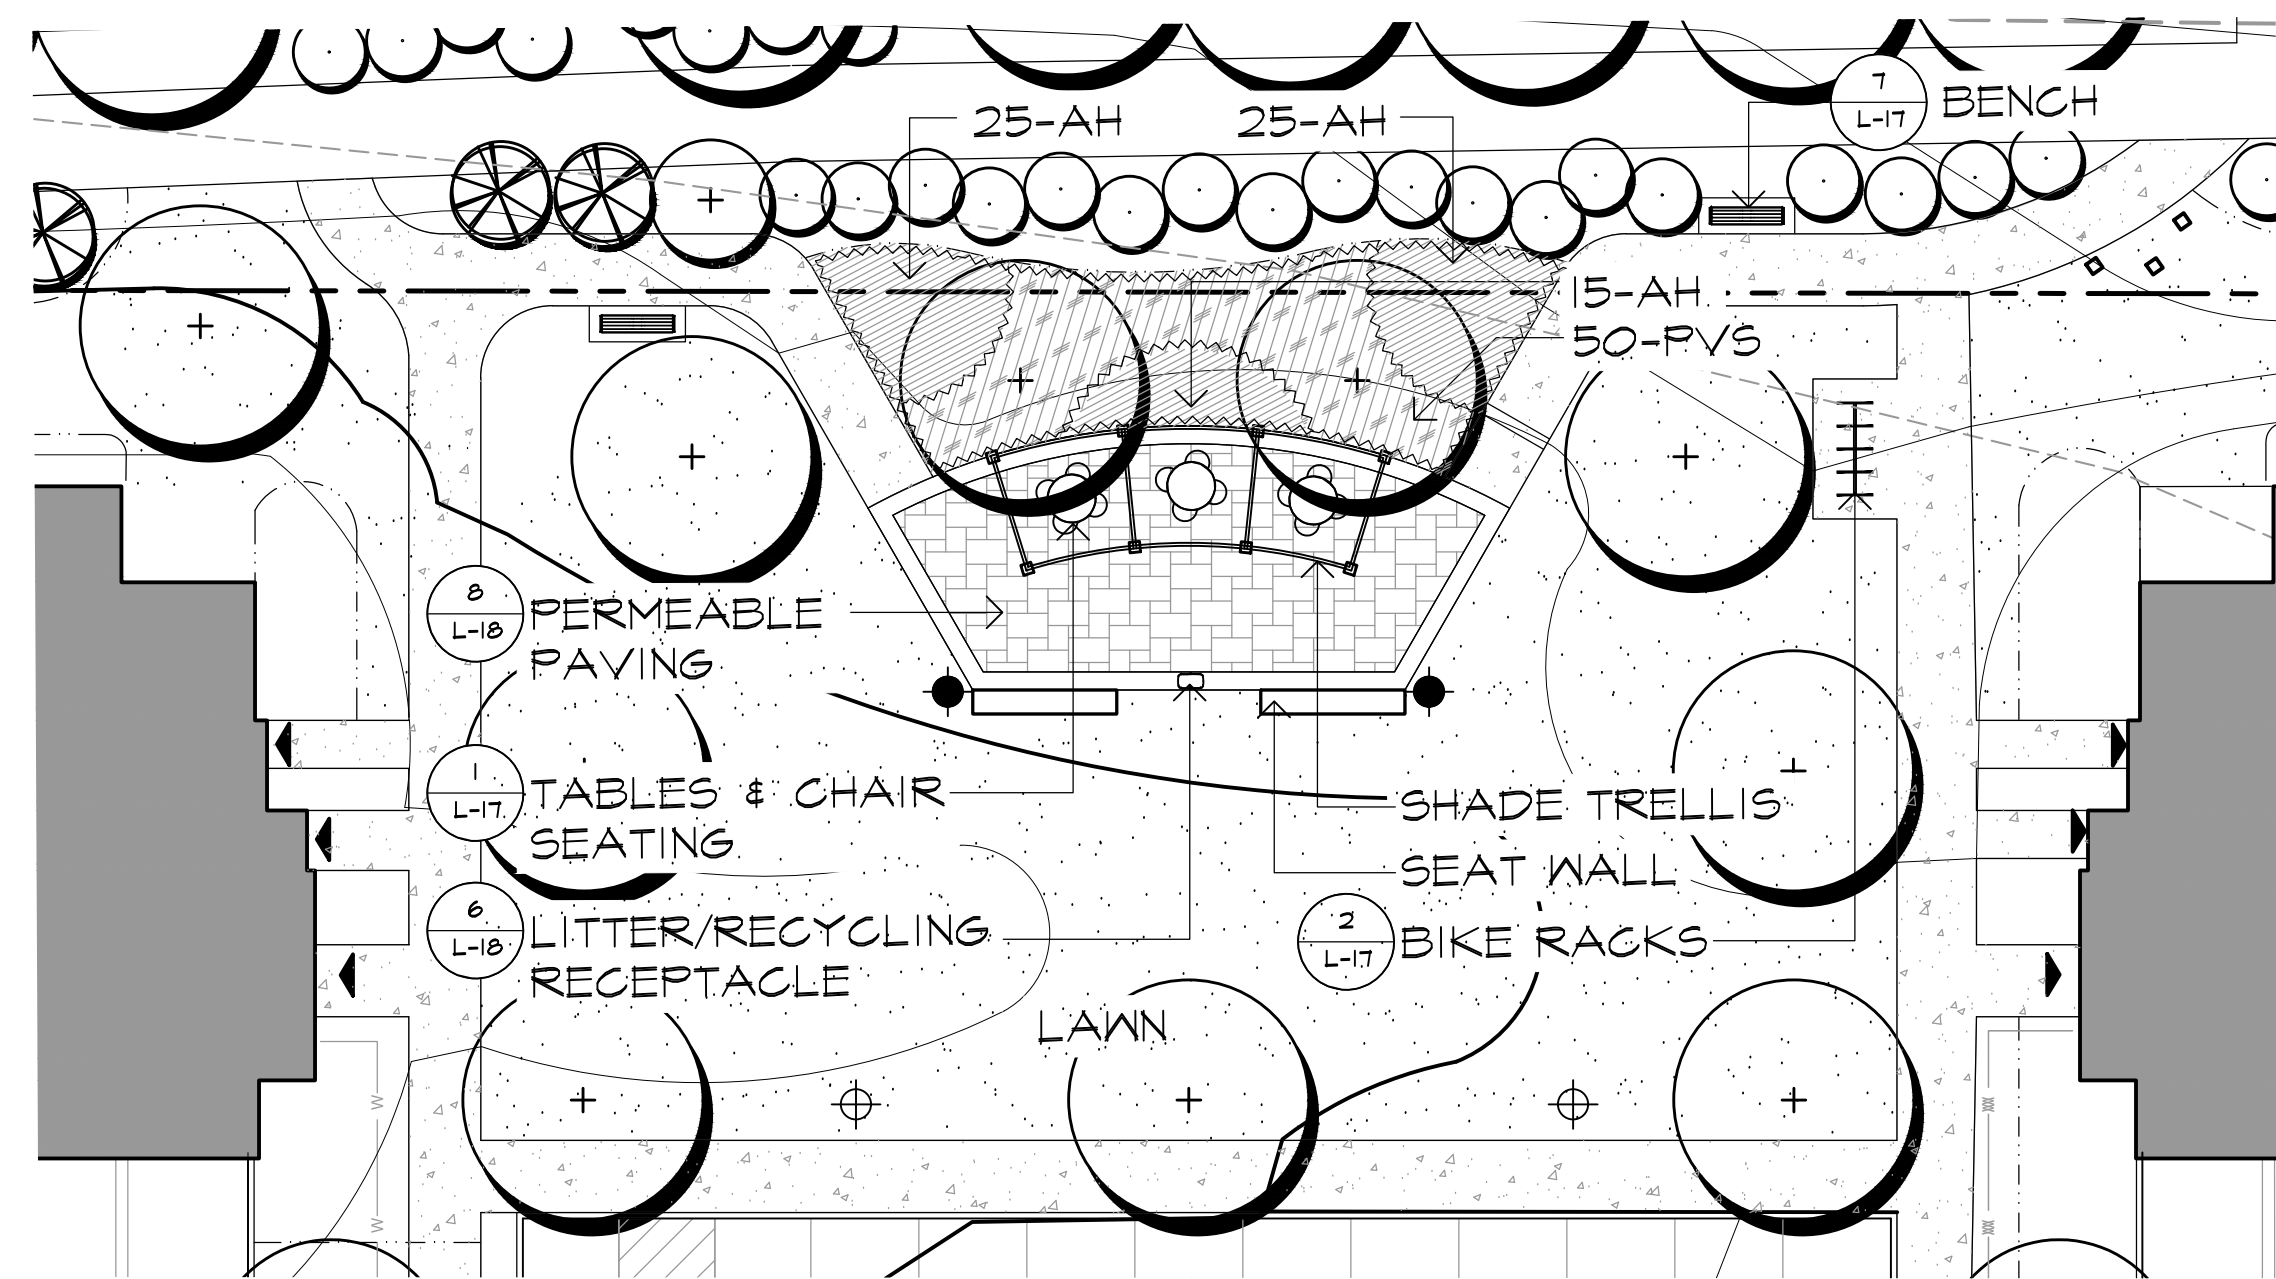 25-AH
25-AH
7
L-17
BENCH
15-AH
50-PVS
8
L-18
PERMEABLE
PAVING
1
L-17
TABLES & CHAIR
SEATING
SHADE TRELLIS
SEAT WALL
6
L-18
LITTER/RECYCLING
RECEPTACLE
2
L-17
BIKE RACKS
LAWN
W
W